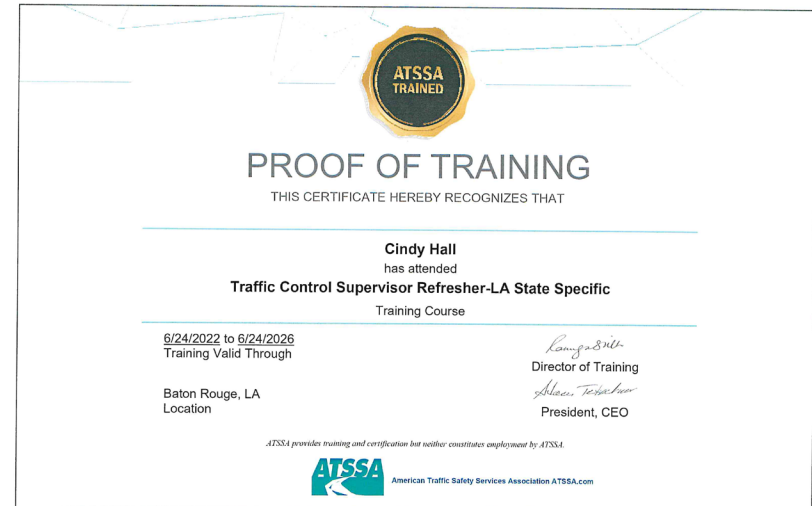 ATSSA
TRAINED
PROOF OF TRAINING
THIS CERTIFICATE HEREBY RECOGNIZES THAT
Cindy Hall
has attended
Traffic Control Supervisor Refresher-LA State Specific
Training Course
6/24/2022 to 6/24/2026
Training Valid Through
Director of Training
Baton Rouge, LA
Location
President, CEO
ATSSA provides training and certification but neither constitutes employment by ATSSA.
ATSSA
American Traffic Safety Services Association ATSSA.com